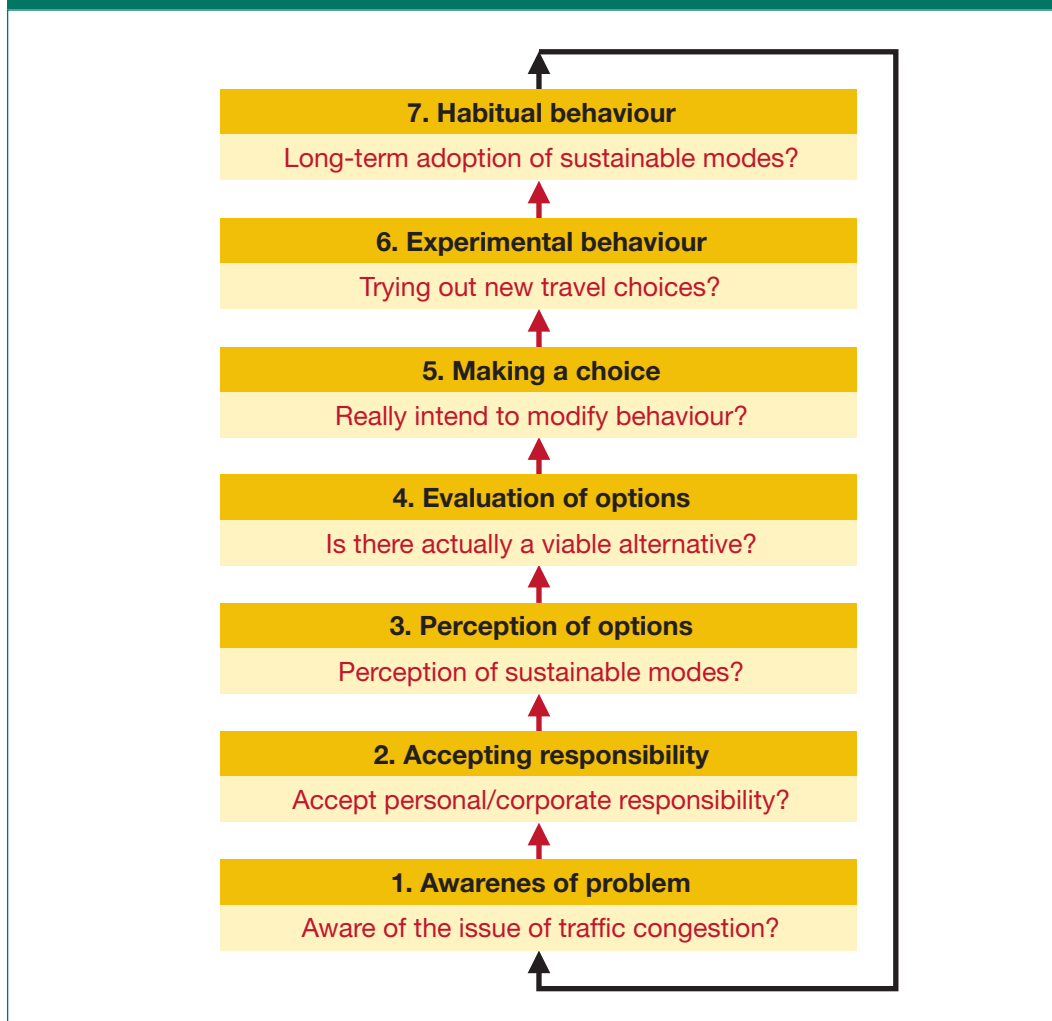 7. Habitual behaviour
Long-term adoption of sustainable modes?
6. Experimental behaviour
Trying out new travel choices?
5. Making a choice
Really intend to modify behaviour?
4. Evaluation of options
Is there actually a viable alternative?
3. Perception of options
Perception of sustainable modes?
2. Accepting responsibility
Accept personal/corporate responsibility?
1. Awarenes of problem
Aware of the issue of traffic congestion?